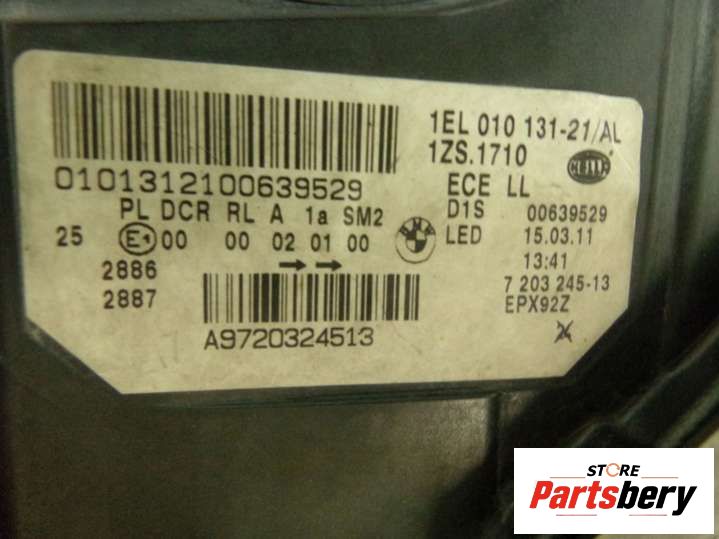 1EL 010 131-21/AL
1ZS.1710
HELLA
0101312100639529
ECE LL
PL DCR RL A 1a SM2
D1S 00639529
25 E1 00 00 02 01 00
BMW
LED 15.03.11
2886
13:41
2887
7 203 245-13
EPX92Z
A9720324513
STORE
Partsbery